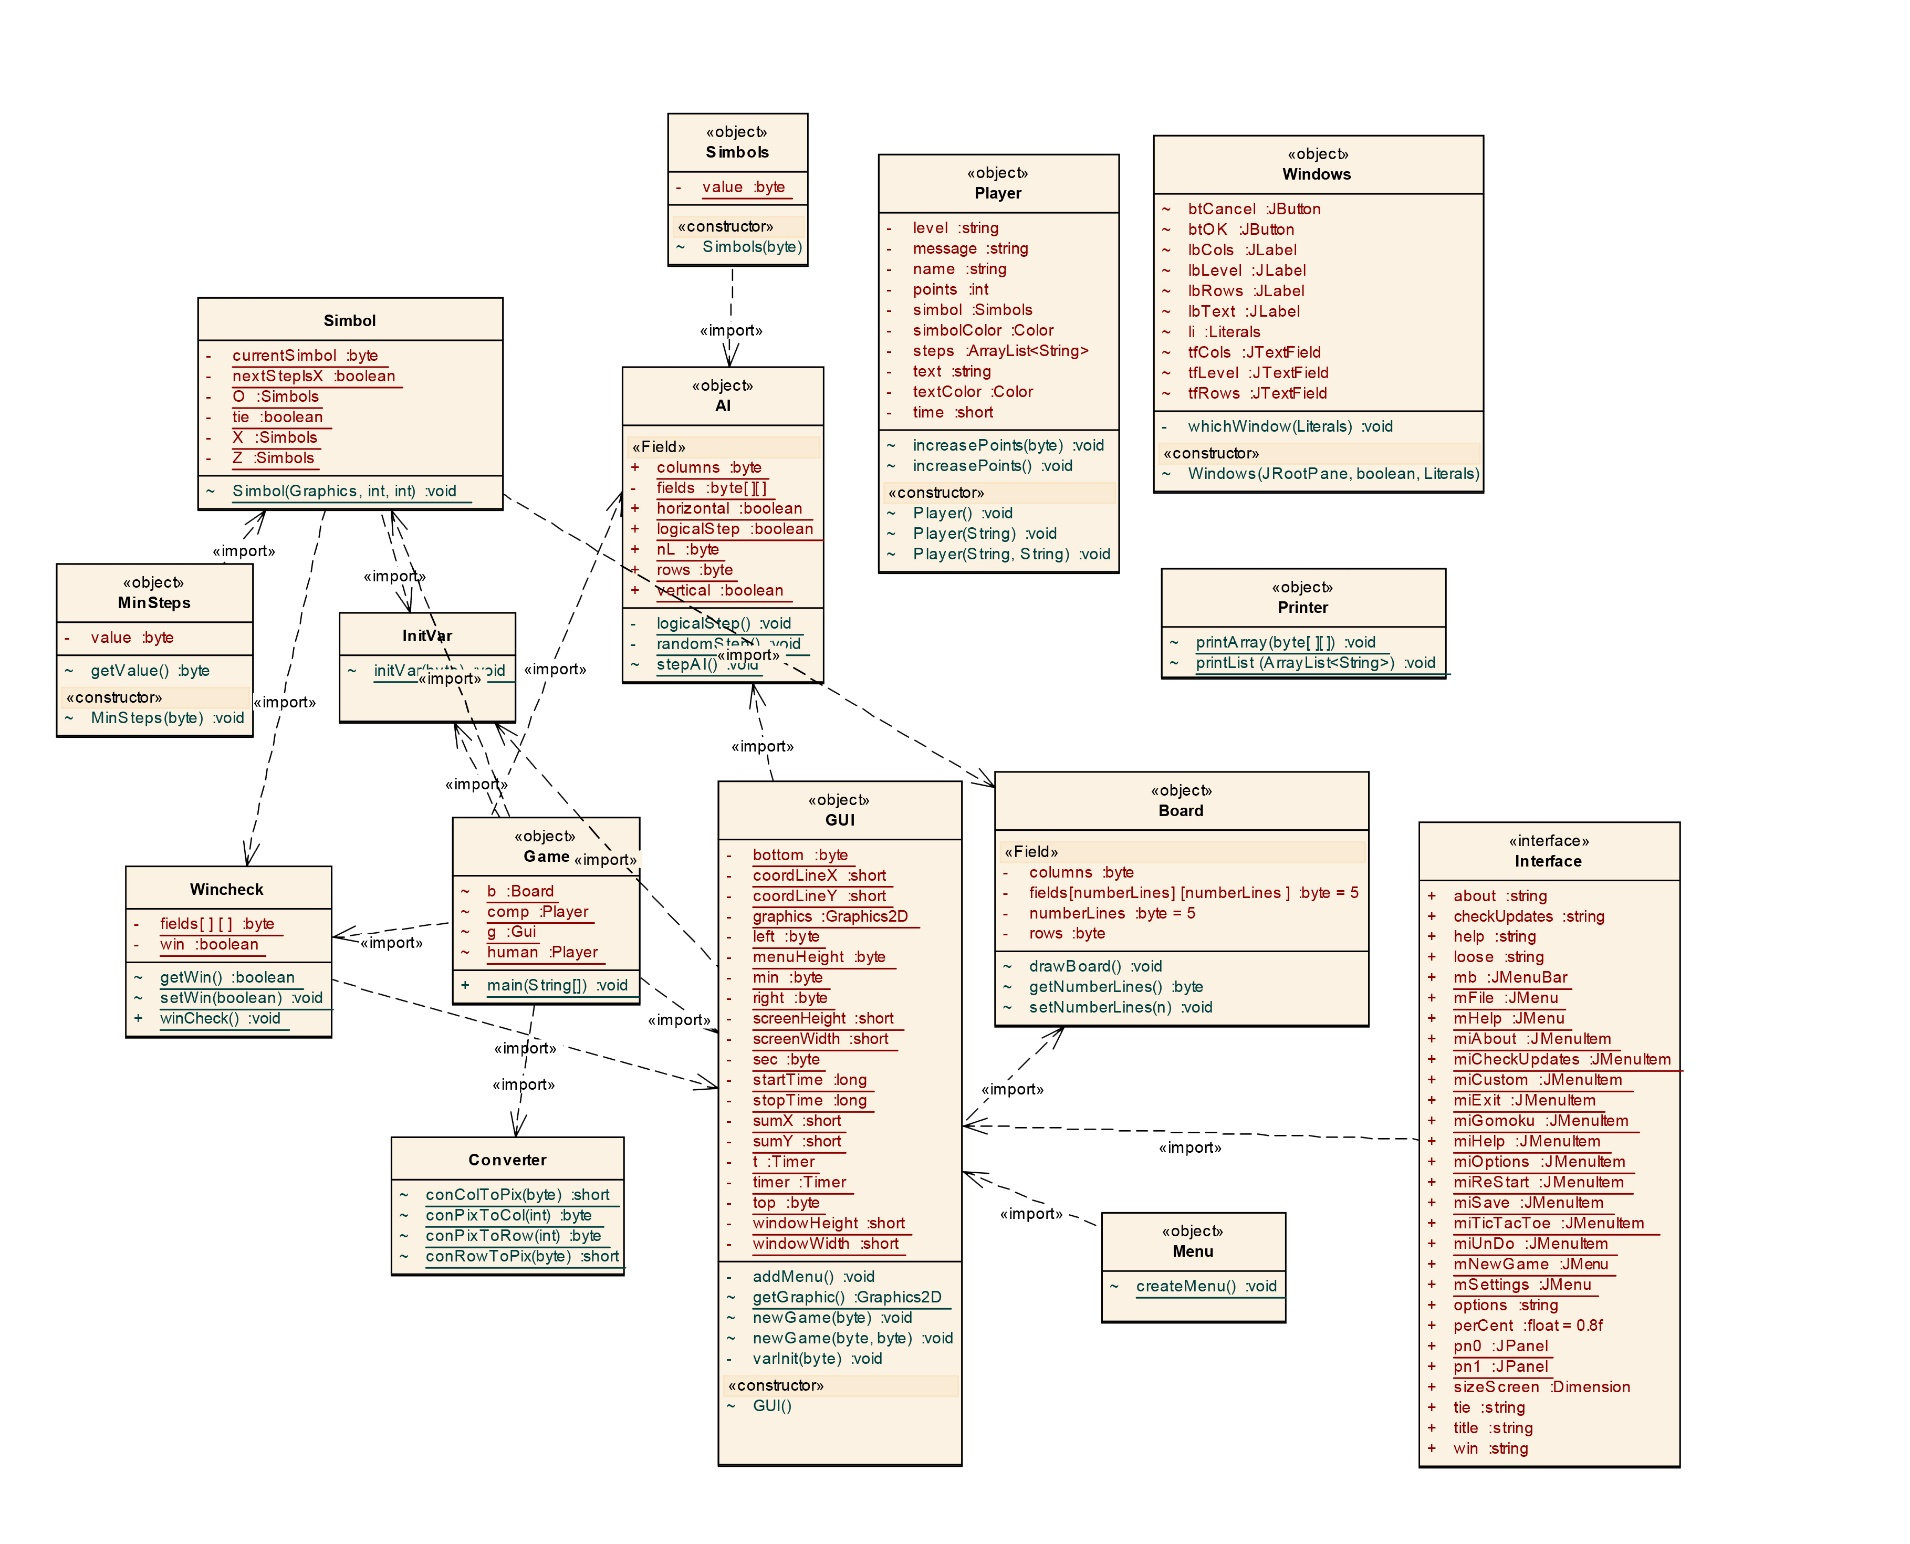 «object»
Simbols
- value :byte
«constructor»
~ Simbols(byte)
«object»
Player
- level :string
- message :string
- name :string
- points :int
- simbol :Simbols
- simbolColor :Color
- steps :ArrayList<String>
- text :string
- textColor :Color
- time :short
~ increasePoints(byte) :void
~ increasePoints() :void
«constructor»
~ Player() :void
~ Player(String) :void
~ Player(String, String) :void
«object»
Windows
~ btCancel :JButton
~ btOK :JButton
~ lbCols :JLabel
~ lbLevel :JLabel
~ lbRows :JLabel
~ lbText :JLabel
~ li :Literals
~ tfCols :JTextField
~ tfLevel :JTextField
~ tfRows :JTextField
- whichWindow(Literals) :void
«constructor»
~ Windows(JRootPane, boolean, Literals)
Simbol
- currentSimbol :byte
- nextStepIsX :boolean
- O :Simbols
- tie :boolean
- X :Simbols
- Z :Simbols
~ Simbol(Graphics, int, int) :void
«import»
«object»
AI
«Field»
+ columns :byte
- fields :byte[][]
+ horizontal :boolean
+ logicalStep :boolean
+ nL :byte
+ rows :byte
+ vertical :boolean
- logicalStep() :void
- randomStep() :void
~ stepAI() :void
«import»
«import»
«import»
«object»
MinSteps
- value :byte
~ getValue() :byte
«constructor»
~ MinSteps(byte) :void
InitVar
~ initVar(byte) :void
«import»
«import»
«import»
«object»
Printer
~ printArray(byte[ ][ ]) :void
~ printList (ArrayList<String>) :void
«import»
«import»
«object»
Game
«import»
~ b :Board
~ comp :Player
~ g :Gui
~ human :Player
+ main(String[]) :void
Wincheck
- fields[ ] [ ] :byte
- win :boolean
~ getWin() :boolean
~ setWin(boolean) :void
+ winCheck() :void
«import»
«import»
«import»
«import»
Converter
~ conColToPix(byte) :short
~ conPixToCol(int) :byte
~ conPixToRow(int) :byte
~ conRowToPix(byte) :short
«object»
GUI
- bottom :byte
- coordLineX :short
- coordLineY :short
- graphics :Graphics2D
- left :byte
- menuHeight :byte
- min :byte
- right :byte
- screenHeight :short
- screenWidth :short
- sec :byte
- startTime :long
- stopTime :long
- sumX :short
- sumY :short
- t :Timer
- timer :Timer
- top :byte
- windowHeight :short
- windowWidth :short
- addMenu() :void
~ getGraphic() :Graphics2D
~ newGame(byte) :void
~ newGame(byte, byte) :void
- varInit(byte) :void
«constructor»
~ GUI()
«object»
Board
«Field»
- columns :byte
- fields[numberLines] [numberLines ] :byte = 5
- numberLines :byte = 5
- rows :byte
~ drawBoard() :void
~ getNumberLines() :byte
~ setNumberLines(n) :void
«import»
«import»
«import»
«object»
Menu
~ createMenu() :void
«interface»
Interface
+ about :string
+ checkUpdates :string
+ help :string
+ loose :string
+ mb :JMenuBar
+ mFile :JMenu
+ mHelp :JMenu
+ miAbout :JMenuItem
+ miCheckUpdates :JMenuItem
+ miCustom :JMenuItem
+ miExit :JMenuItem
+ miGomoku :JMenuItem
+ miHelp :JMenuItem
+ miOptions :JMenuItem
+ miReStart :JMenuItem
+ miSave :JMenuItem
+ miTicTacToe :JMenuItem
+ miUnDo :JMenuItem
+ mNewGame :JMenu
+ mSettings :JMenu
+ options :string
+ perCent :float = 0.8f
+ pn0 :JPanel
+ pn1 :JPanel
+ sizeScreen :Dimension
+ tie :string
+ title :string
+ win :string